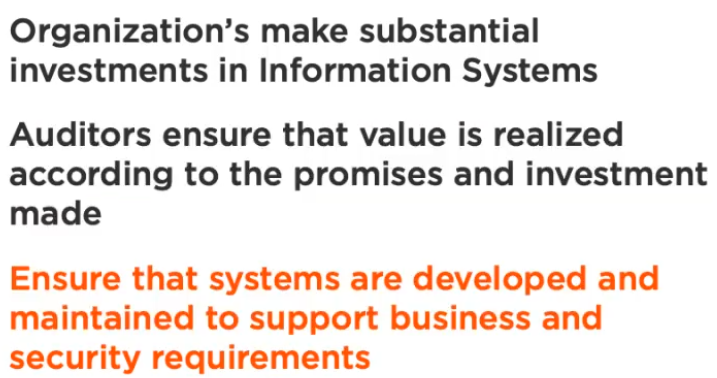 Organization’s make substantial
investments in Information Systems
Auditors ensure that value is realized
according to the promises and investment
made
Ensure that systems are developed and
maintained to support business and
security requirements